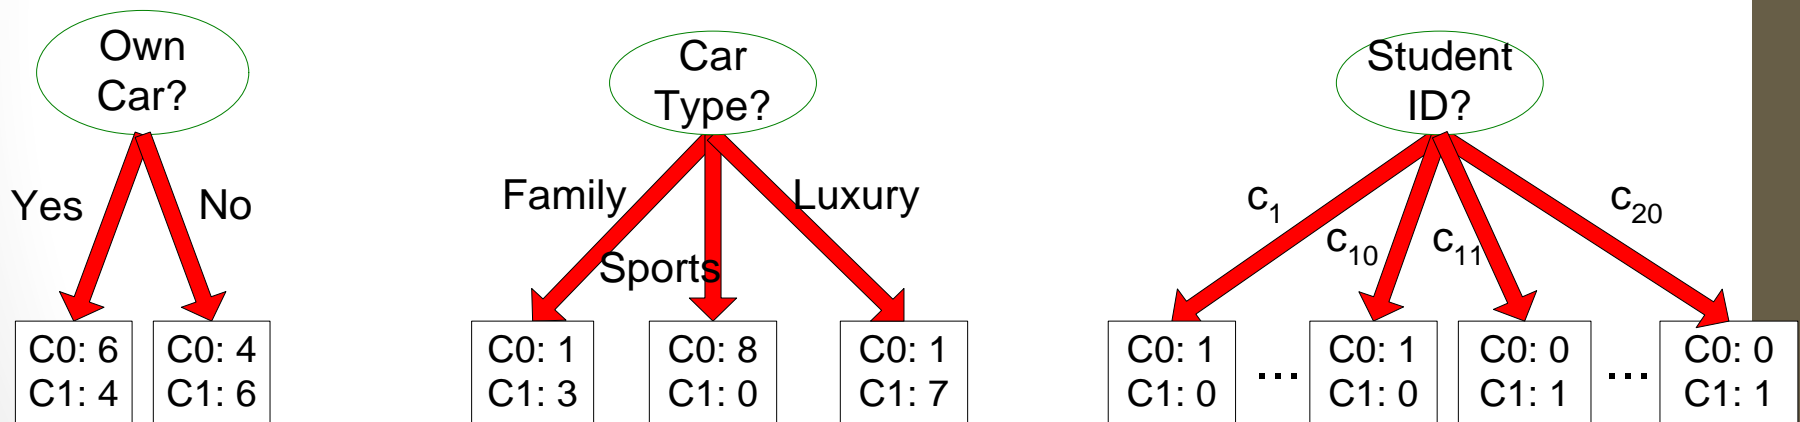 Own
Car?
Yes
No
C0: 6
C1: 4
C0: 4
C1: 6
Car
Type?
Family
Sports
Luxury
C0: 1
C1: 3
C0: 8
C1: 0
C0: 1
C1: 7
Student
ID?
c1
c10
c11
c20
C0: 1
C1: 0
...
C0: 1
C1: 0
C0: 0
C1: 1
...
C0: 0
C1: 1